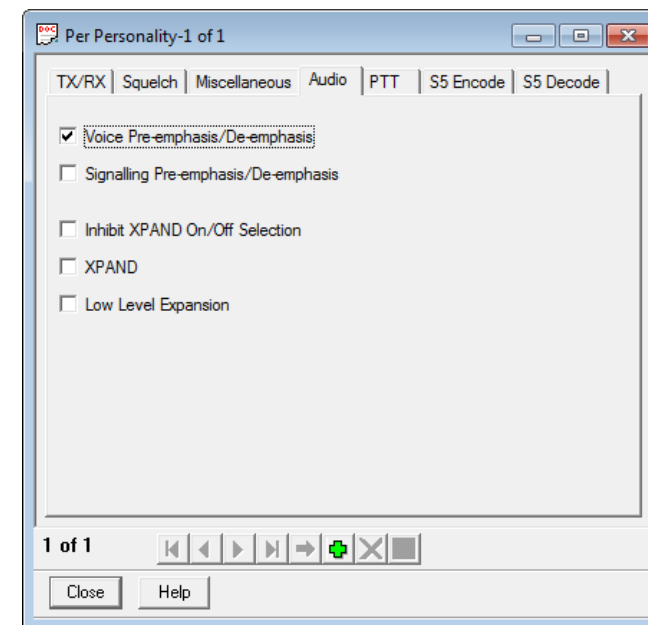 DOC
Per Personality-1 of 1
TX/RX Squelch Miscellaneous Audio PTT S5 Encode S5 Decode
Voice Pre-emphasis/De-emphasis
Signalling Pre-emphasis/De-emphasis
Inhibit XPAND On/Off Selection
XPAND
Low Level Expansion
1 of 1
Close Help